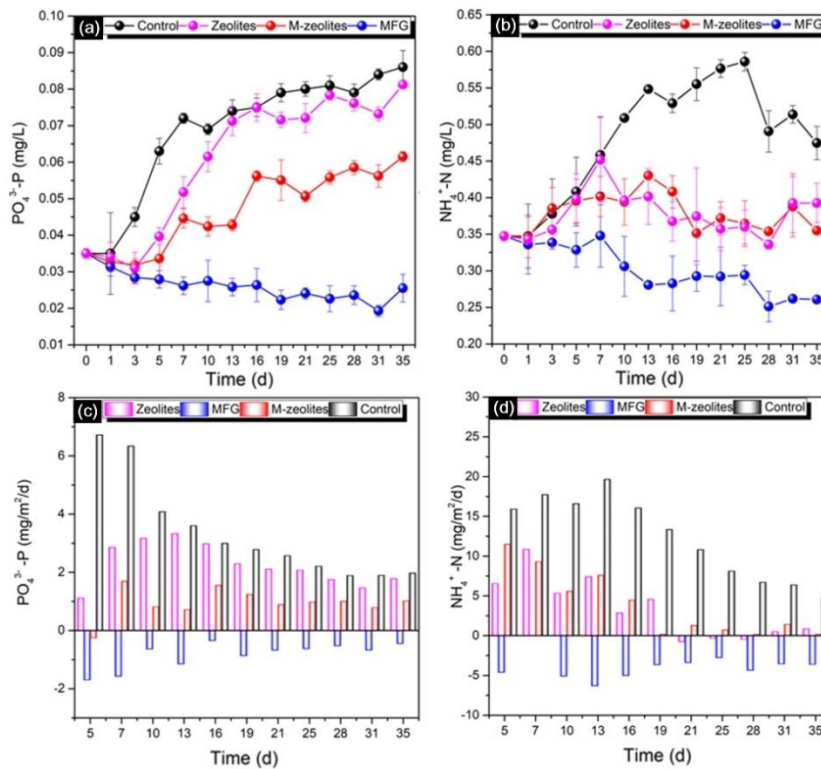 (a) Control Zeolites M-zeolites MFG
PO₄³⁻-P (mg/L)
0.10
0.09
0.08
0.07
0.06
0.05
0.04
0.03
0.02
0.01
0 1 3 5 7 10 13 16 19 21 25 28 31 35
Time (d)
(b) Control Zeolites M-zeolites MFG
NH₄⁺-N (mg/L)
0.65
0.60
0.55
0.50
0.45
0.40
0.35
0.30
0.25
0.20
0 1 3 5 7 10 13 16 19 21 25 28 31 35
Time (d)
(c) Zeolites MFG M-zeolites Control
PO₄³⁻-P (mg/m²/d)
8
6
4
2
0
-2
5 7 10 13 16 19 21 25 28 31 35
Time (d)
(d) Zeolites MFG M-zeolites Control
NH₄⁺-N (mg/m²/d)
30
25
20
15
10
5
0
-5
-10
5 7 10 13 16 19 21 25 28 31 35
Time (d)